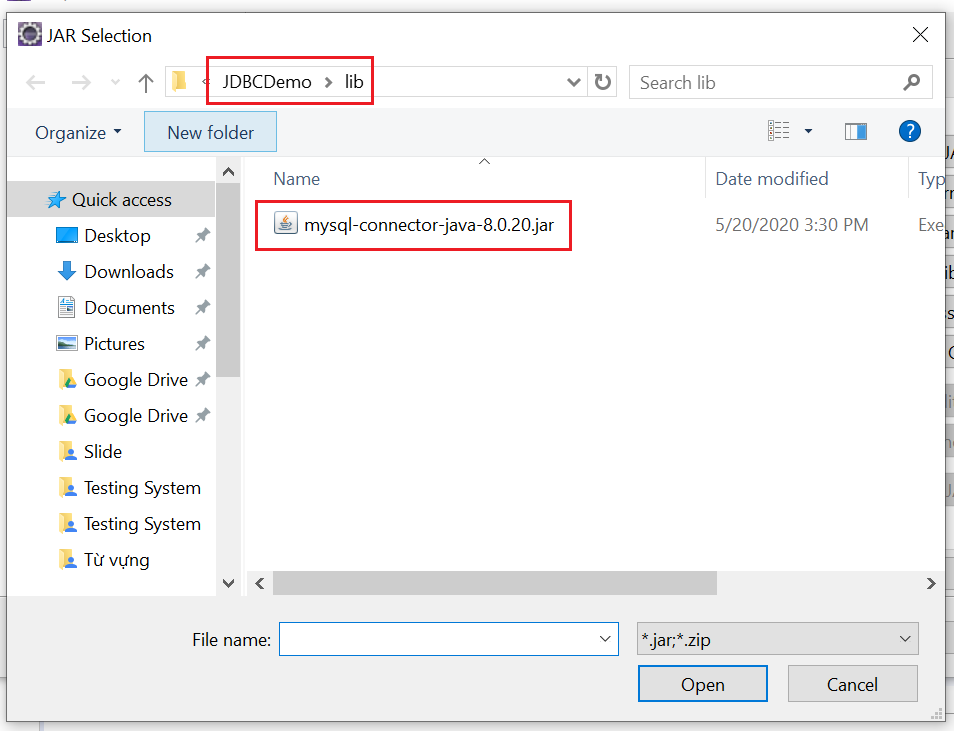 JAR Selection
« JDBCDemo > lib
Search lib
Organize
New folder
Name
Date modified
Typ
Quick access
mysql-connector-java-8.0.20.jar
5/20/2020 3:30 PM
Exe
Desktop
Downloads
Documents
Pictures
Google Drive
Google Drive
Slide
Testing System
Testing System
Từ vựng
File name:
*.jar;*.zip
Open
Cancel